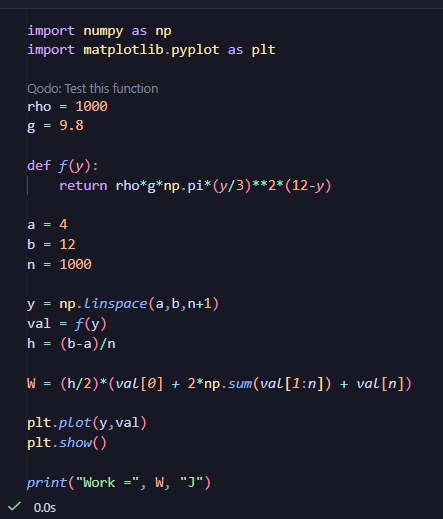 import numpy as np
import matplotlib.pyplot as plt
Qodo: Test this function
rho = 1000
g = 9.8
def f(y):
    return rho*g*np.pi*(y/3)**2*(12-y)
a = 4
b = 12
n = 1000
y = np.linspace(a,b,n+1)
val = f(y)
h = (b-a)/n
W = (h/2)*(val[0] + 2*np.sum(val[1:n]) + val[n])
plt.plot(y,val)
plt.show()
print("Work =", W, "J")
0.0s